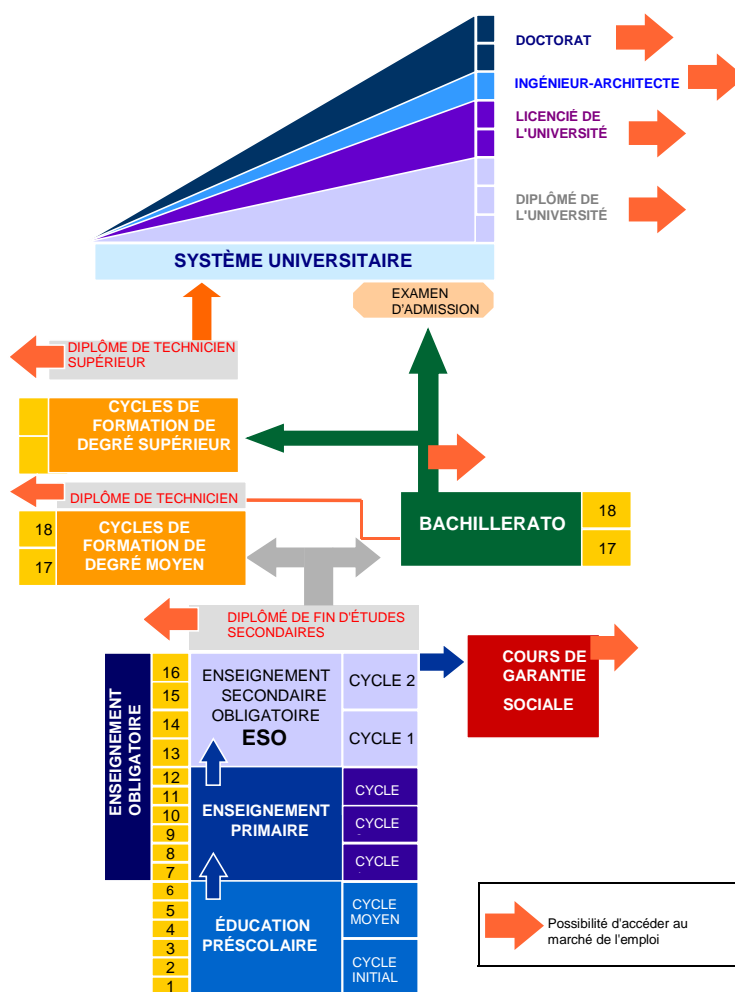 DOCTORAT
INGÉNIEUR-ARCHITECTE
LICENCIÉ DE
L'UNIVERSITÉ
DIPLÔMÉ DE
L'UNIVERSITÉ
SYSTÈME UNIVERSITAIRE
EXAMEN
D'ADMISSION
DIPLÔME DE TECHNICIEN
SUPÉRIEUR
CYCLES DE
FORMATION DE
DEGRÉ SUPÉRIEUR
DIPLÔME DE TECHNICIEN
18
17
CYCLES DE
FORMATION DE
DEGRÉ MOYEN
BACHILLERATO
18
17
DIPLÔMÉ DE FIN D'ÉTUDES
SECONDAIRES
ENSEIGNEMENT
OBLIGATOIRE
16
15
14
13
12
11
10
9
8
7
6
5
4
3
2
1
ENSEIGNEMENT
SECONDAIRE
OBLIGATOIRE
ESO
CYCLE 2
CYCLE 1
COURS DE
GARANTIE
SOCIALE
ENSEIGNEMENT
PRIMAIRE
CYCLE
CYCLE
CYCLE
ÉDUCATION
PRÉSCOLAIRE
CYCLE
MOYEN
CYCLE
INITIAL
Possibilité d'accéder au
marché de l'emploi